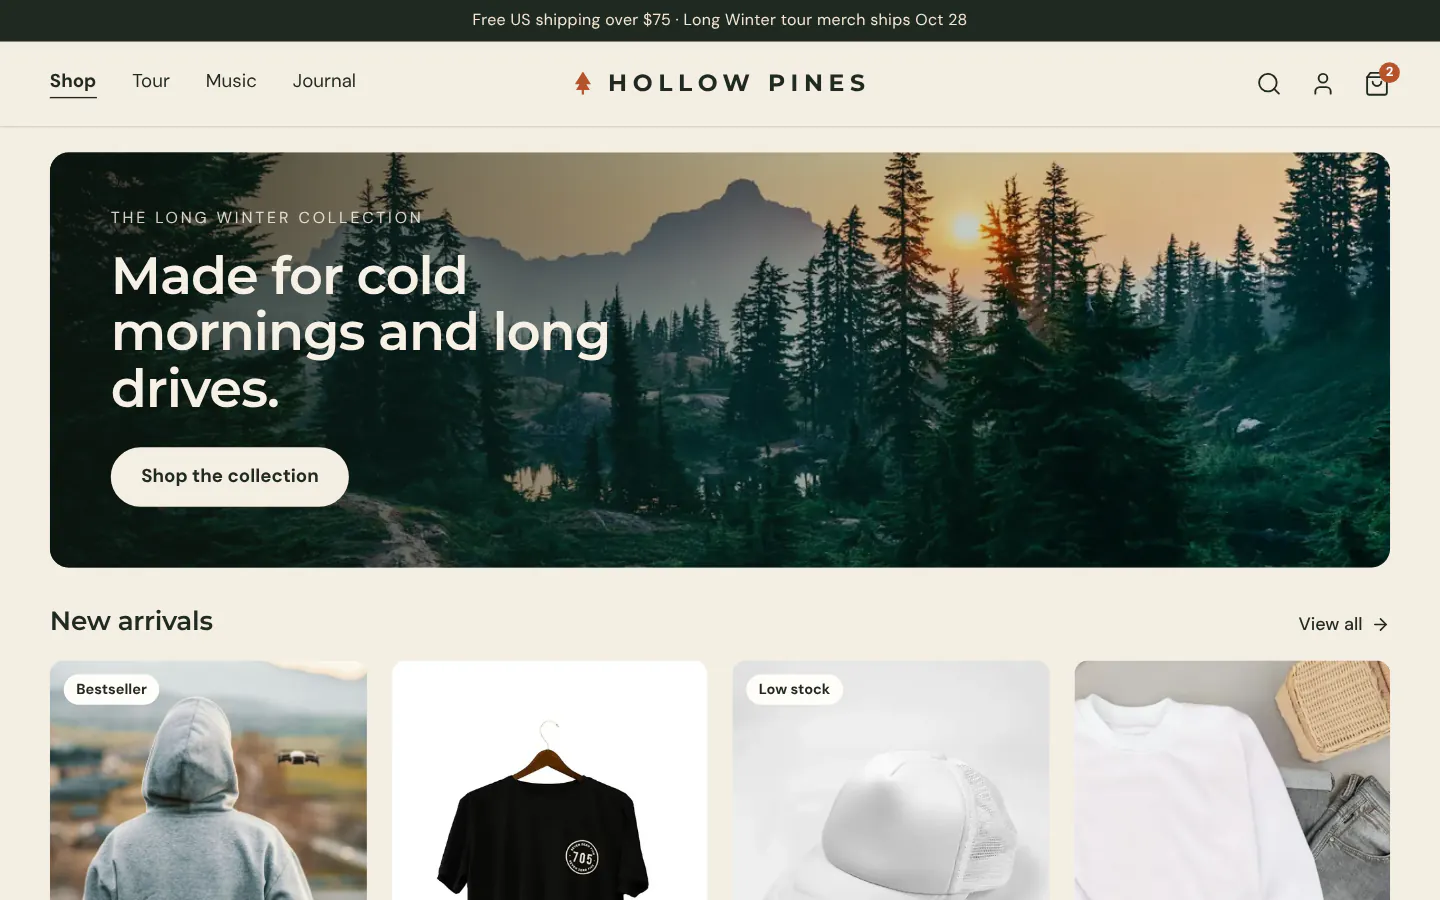 Free US shipping over $75 · Long Winter tour merch ships Oct 28
Shop
Tour
Music
Journal
HOLLOW PINES
2
THE LONG WINTER COLLECTION
Made for cold
mornings and long
drives.
Shop the collection
New arrivals
View all →
Bestseller
Low stock
705